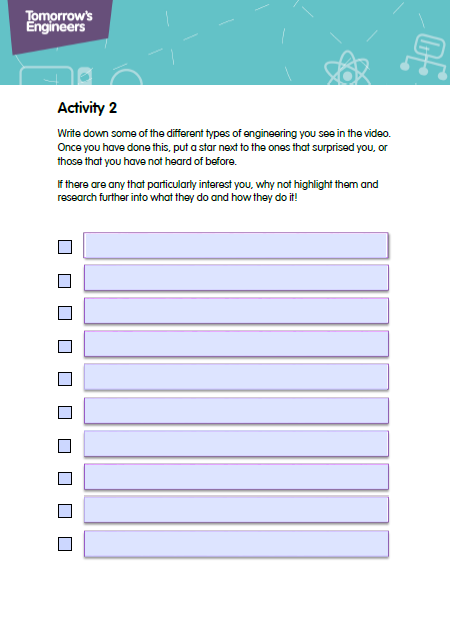 Tomorrow's
Engineers
Activity 2
Write down some of the different types of engineering you see in the video.
Once you have done this, put a star next to the ones that surprised you, or
those that you have not heard of before.
If there are any that particularly interest you, why not highlight them and
research further into what they do and how they do it!